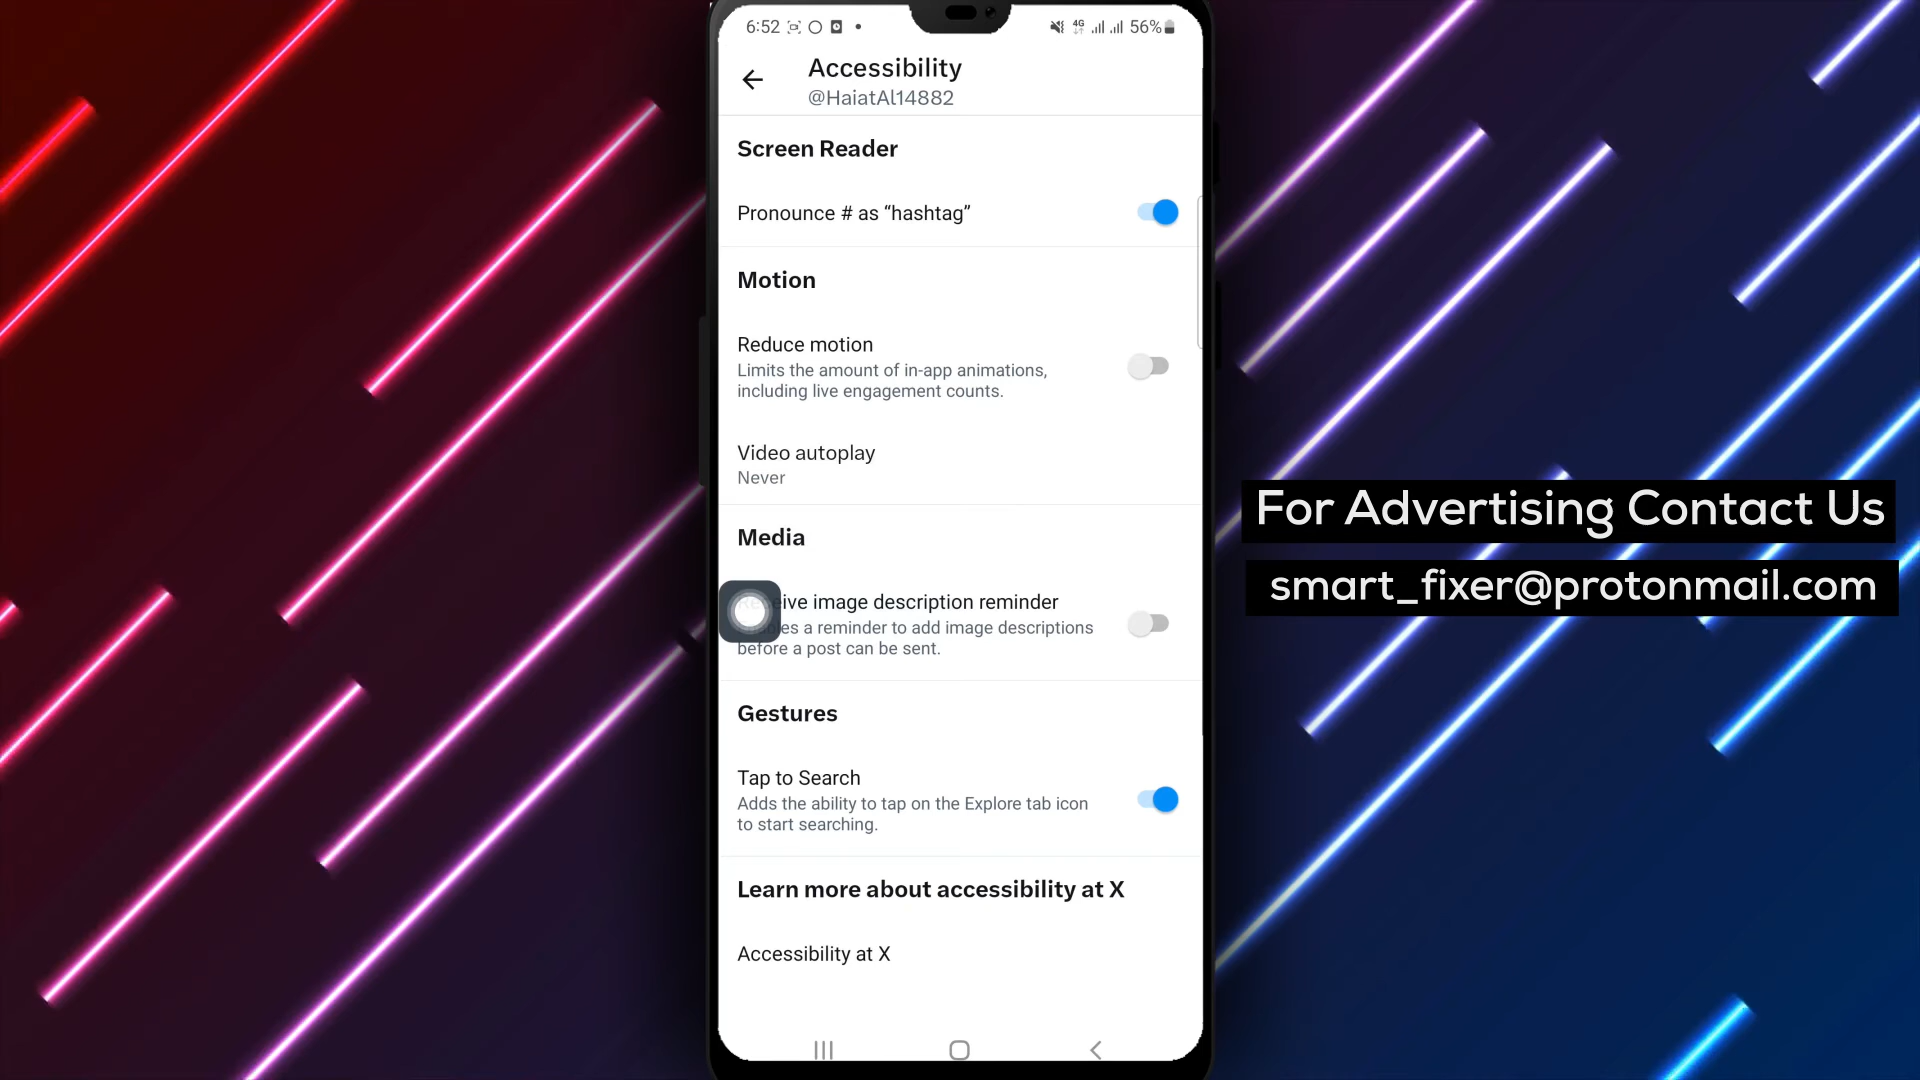 6:52
4G
56%
Accessibility
@HaiatAl14882
Screen Reader
Pronounce # as “hashtag”
Motion
Reduce motion
Limits the amount of in-app animations,
including live engagement counts.
Video autoplay
Never
Media
image description reminder
a reminder to add image descriptions
before a post can be sent.
Gestures
Tap to Search
Adds the ability to tap on the Explore tab icon
to start searching.
Learn more about accessibility at X
Accessibility at X
For Advertising Contact Us
smart_fixer@protonmail.com